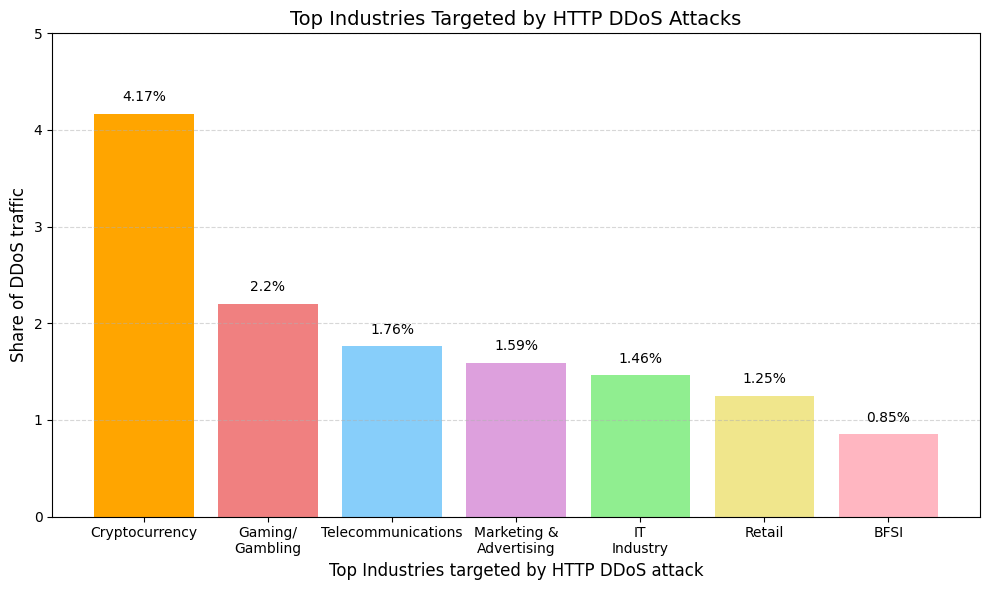 Top Industries Targeted by HTTP DDoS Attacks
Share of DDoS traffic
5
4
3
2
1
0
4.17%
2.2%
1.76%
1.59%
1.46%
1.25%
0.85%
Cryptocurrency
Gaming/
Gambling
Telecommunications
Marketing &
Advertising
IT
Industry
Retail
BFSI
Top Industries targeted by HTTP DDoS attack